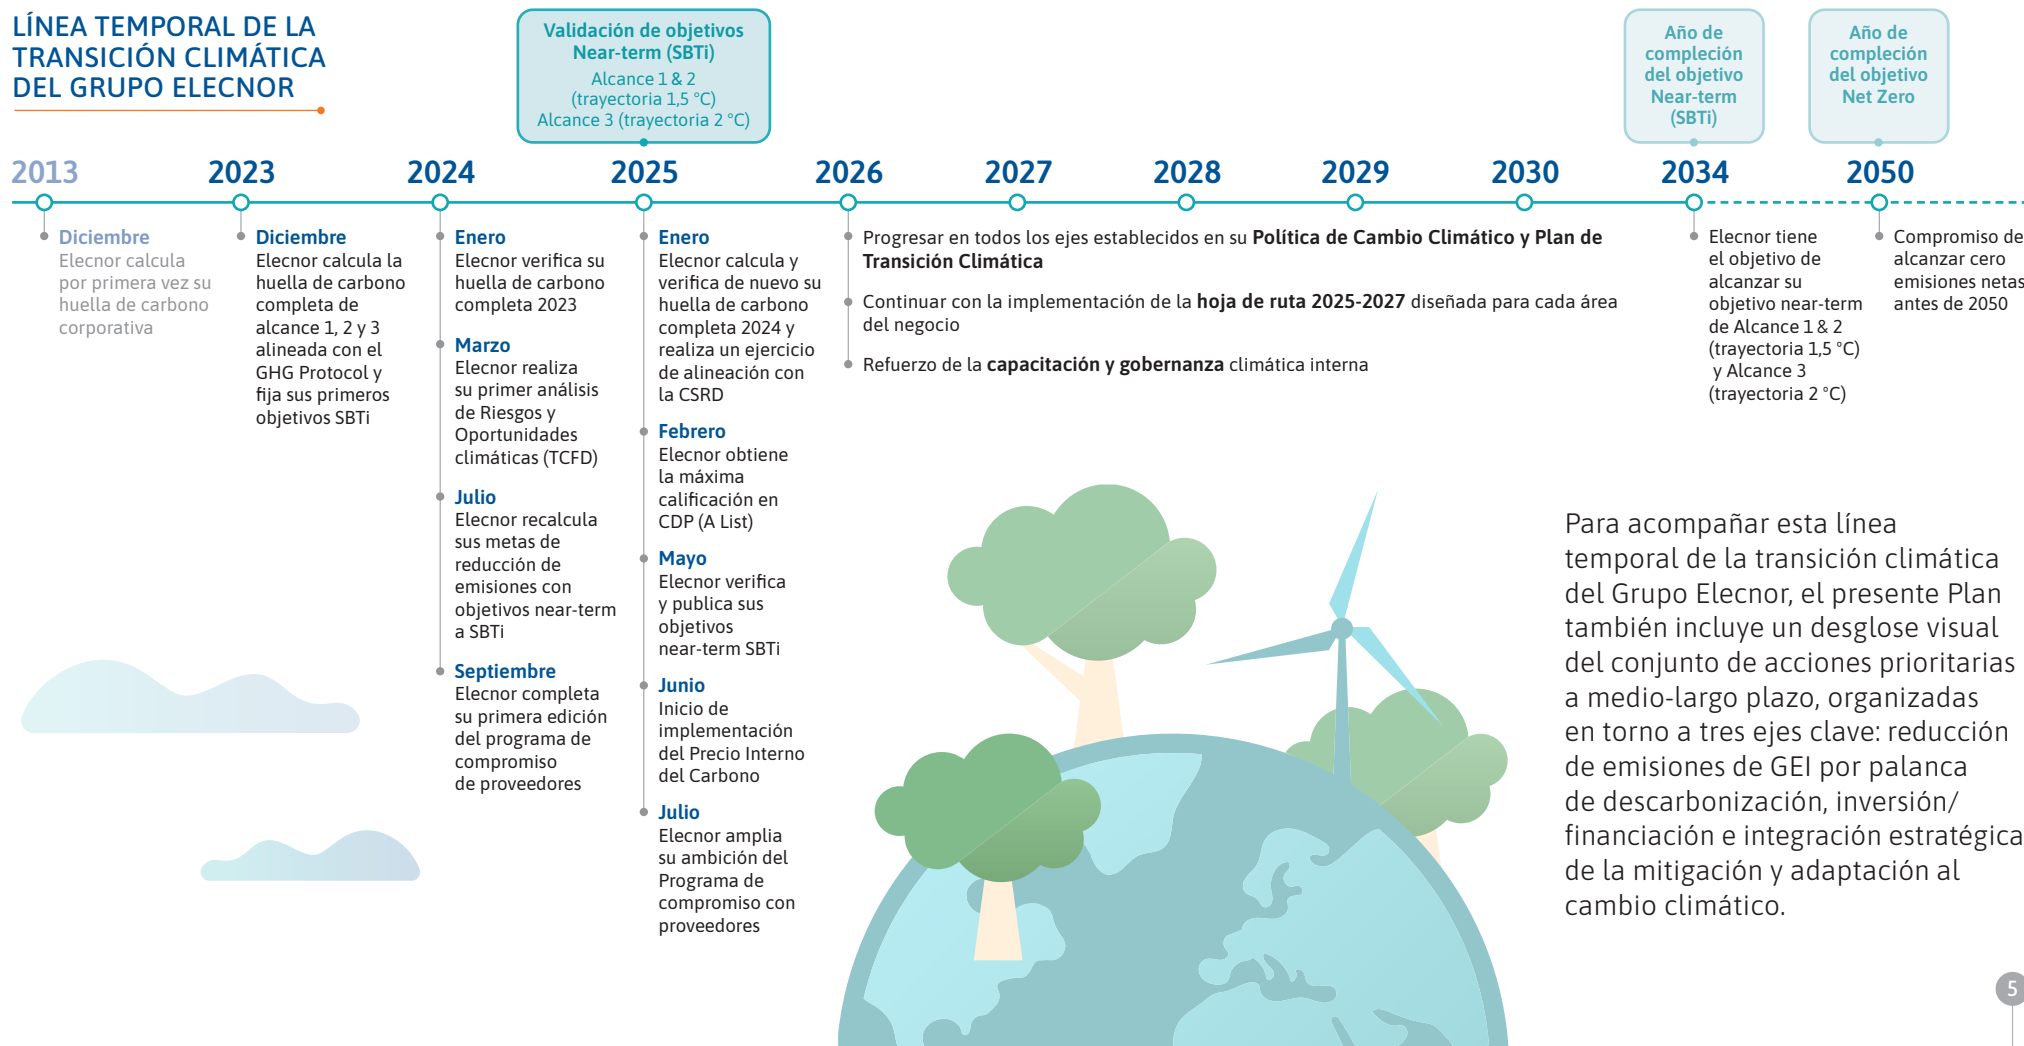 LÍNEA TEMPORAL DE LA
TRANSICIÓN CLIMÁTICA
DEL GRUPO ELECNOR
Validación de objetivos
Near-term (SBTi)
Alcance 1 & 2
(trayectoria 1,5 °C)
Alcance 3 (trayectoria 2 °C)
Año de
compleción
del objetivo
Near-term
(SBTi)
Año de
compleción
del objetivo
Net Zero
2013
2023
2024
2025
2026
2027
2028
2029
2030
2034
2050
Diciembre
Elecnor calcula
por primera vez su
huella de carbono
corporativa
Diciembre
Elecnor calcula la
huella de carbono
completa de
alcance 1, 2 y 3
alineada con el
GHG Protocol y
fija sus primeros
objetivos SBTi
Enero
Elecnor verifica su
huella de carbono
completa 2023
Marzo
Elecnor realiza
su primer análisis
de Riesgos y
Oportunidades
climáticas (TCFD)
Julio
Elecnor recalcula
sus metas de
reducción de
emisiones con
objetivos near-term
a SBTi
Septiembre
Elecnor completa
su primera edición
del programa de
compromiso
de proveedores
Enero
Elecnor calcula y
verifica de nuevo su
huella de carbono
completa 2024 y
realiza un ejercicio
de alineación con
la CSRD
Febrero
Elecnor obtiene
la máxima
calificación en
CDP (A List)
Mayo
Elecnor verifica
y publica sus
objetivos
near-term SBTi
Junio
Inicio de
implementación
del Precio Interno
del Carbono
Julio
Elecnor amplia
su ambición del
Programa de
compromiso con
proveedores
Progresar en todos los ejes establecidos en su Política de Cambio Climático y Plan de
Transición Climática
Continuar con la implementación de la hoja de ruta 2025-2027 diseñada para cada área
del negocio
Refuerzo de la capacitación y gobernanza climática interna
Elecnor tiene
el objetivo de
alcanzar su
objetivo near-term
de Alcance 1 & 2
(trayectoria 1,5 °C)
y Alcance 3
(trayectoria 2 °C)
Compromiso de
alcanzar cero
emisiones netas
antes de 2050
Para acompañar esta línea
temporal de la transición climática
del Grupo Elecnor, el presente Plan
también incluye un desglose visual
del conjunto de acciones prioritarias
a medio-largo plazo, organizadas
en torno a tres ejes clave: reducción
de emisiones de GEI por palanca
de descarbonización, inversión/
financiación e integración estratégica
de la mitigación y adaptación al
cambio climático.
5